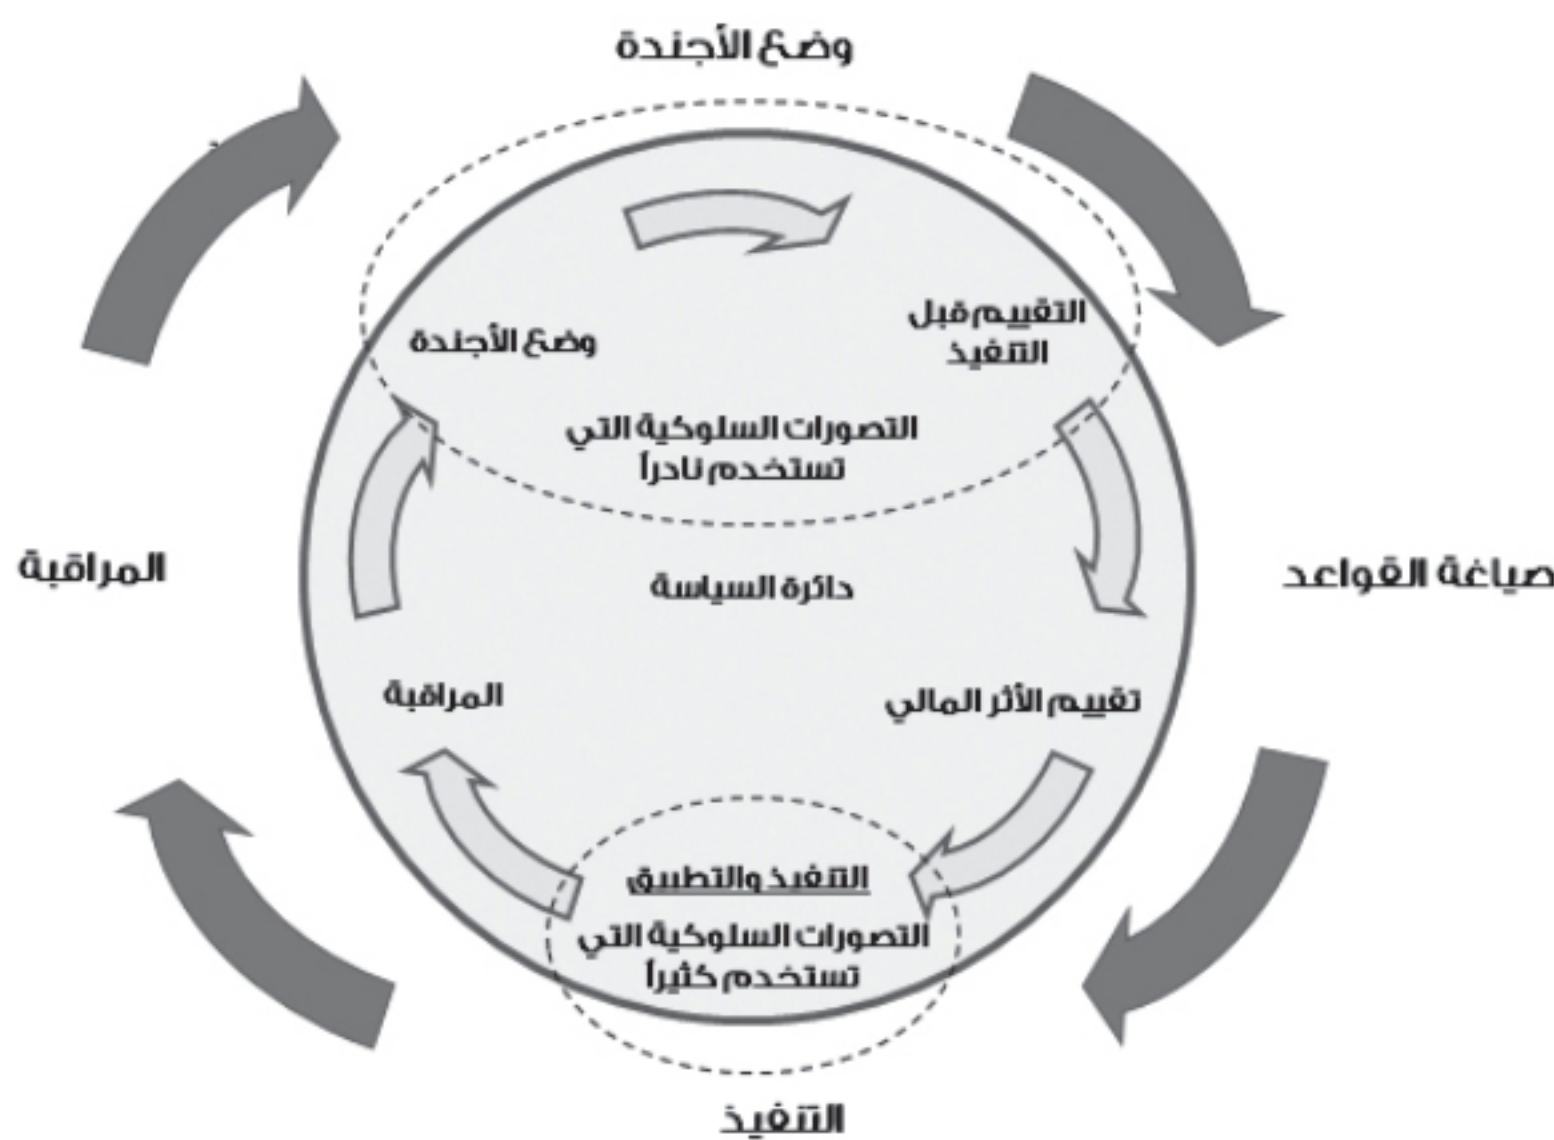 وضع الأجندة
التقييم قبل
التنفيذ
وضع الأجندة
التصورات السلوكية التي
تستخدم نادراً
صياغة القواعد
دائرة السياسة
المراقبة
تقييم الأثر المالي
المراقبة
التنفيذ والتطبيق
التصورات السلوكية التي
تستخدم كثيراً
التنفيذ